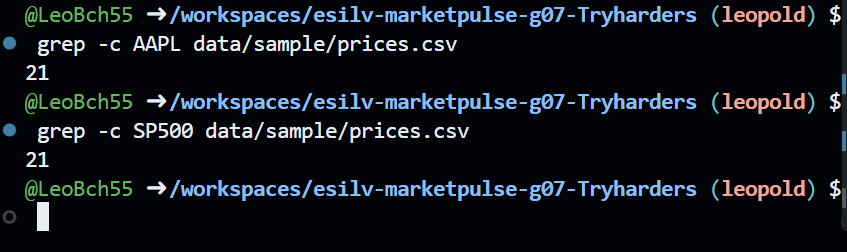 @LeoBch55 ➜/workspaces/esilv-marketpulse-g07-Tryharders (leopold) $
grep -c AAPL data/sample/prices.csv
21
@LeoBch55 ➜/workspaces/esilv-marketpulse-g07-Tryharders (leopold) $
grep -c SP500 data/sample/prices.csv
21
@LeoBch55 ➜/workspaces/esilv-marketpulse-g07-Tryharders (leopold) $